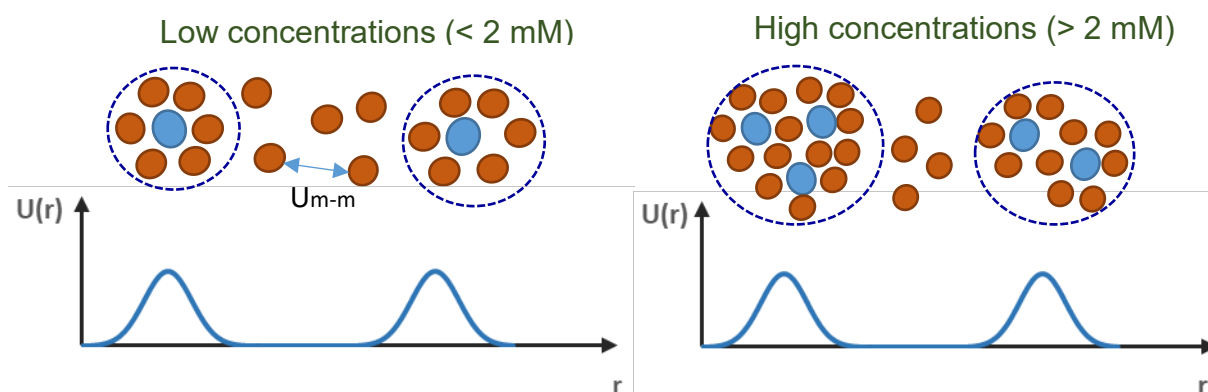 Low concentrations (< 2 mM)
High concentrations (> 2 mM)
Um-m
U(r)
U(r)
r
r